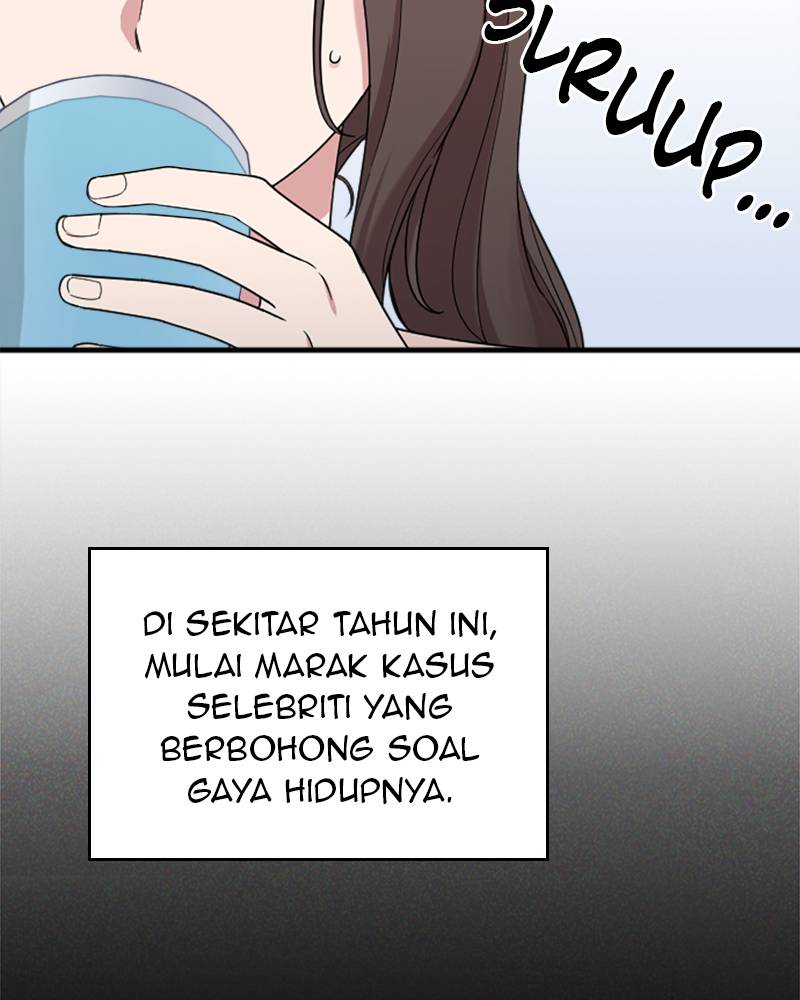 SLRUUP...
DI SEKITAR TAHUN INI,
MULAI MARAK KASUS
SELEBRITI YANG
BERBOHONG SOAL
GAYA HIDUPNYA.